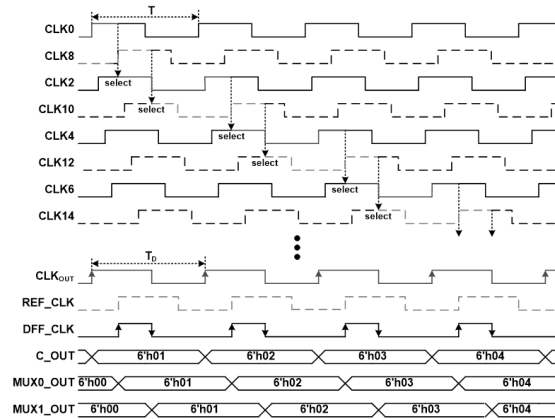 T
CLK0
CLK8
select
CLK2
select
CLK10
select
CLK4
select
CLK12
select
CLK6
select
CLK14
T_D
CLK_OUT
REF_CLK
DFF_CLK
C_OUT 6'h01 6'h02 6'h03 6'h04
MUX0_OUT 6'h00 6'h01 6'h02 6'h03 6'h04
MUX1_OUT 6'h00 6'h01 6'h02 6'h03 6'h04